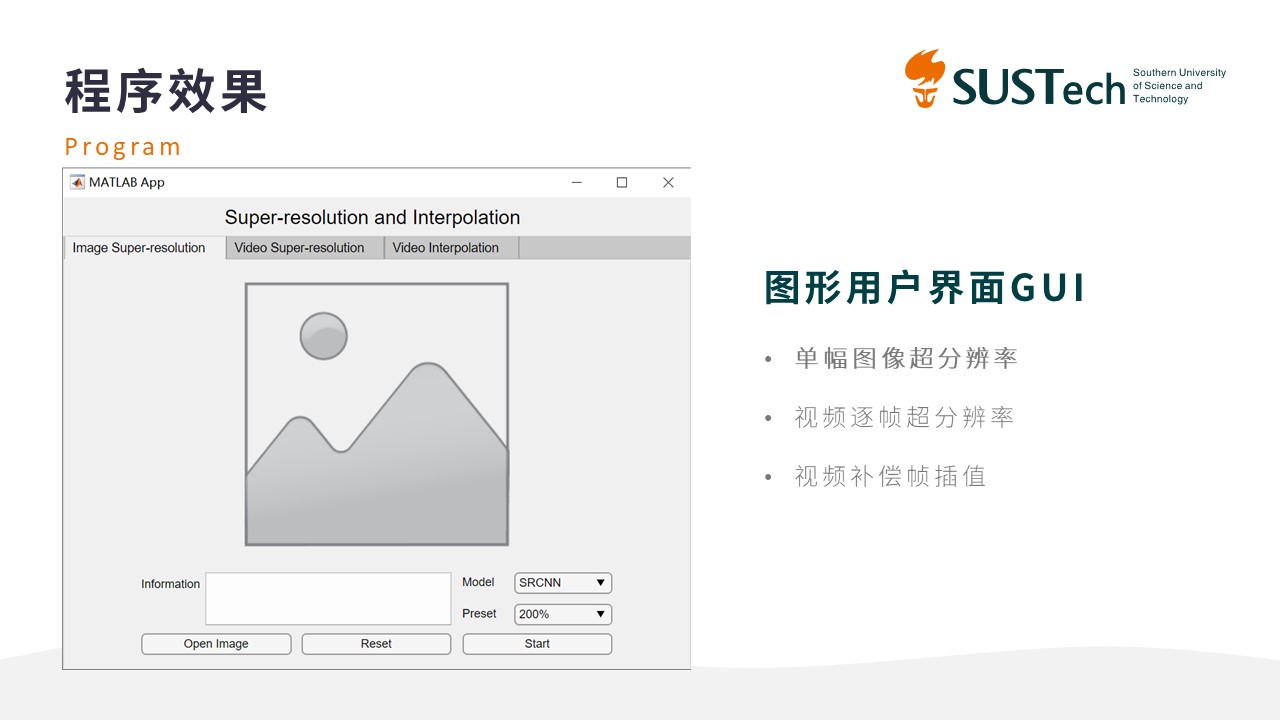 程序效果
Program
SUSTech
Southern University
of Science and
Technology
MATLAB App
Super-resolution and Interpolation
Image Super-resolution
Video Super-resolution
Video Interpolation
Information
Model
SRCNN
Preset
200%
Open Image
Reset
Start
图形用户界面GUI
• 单幅图像超分辨率
• 视频逐帧超分辨率
• 视频补偿帧插值